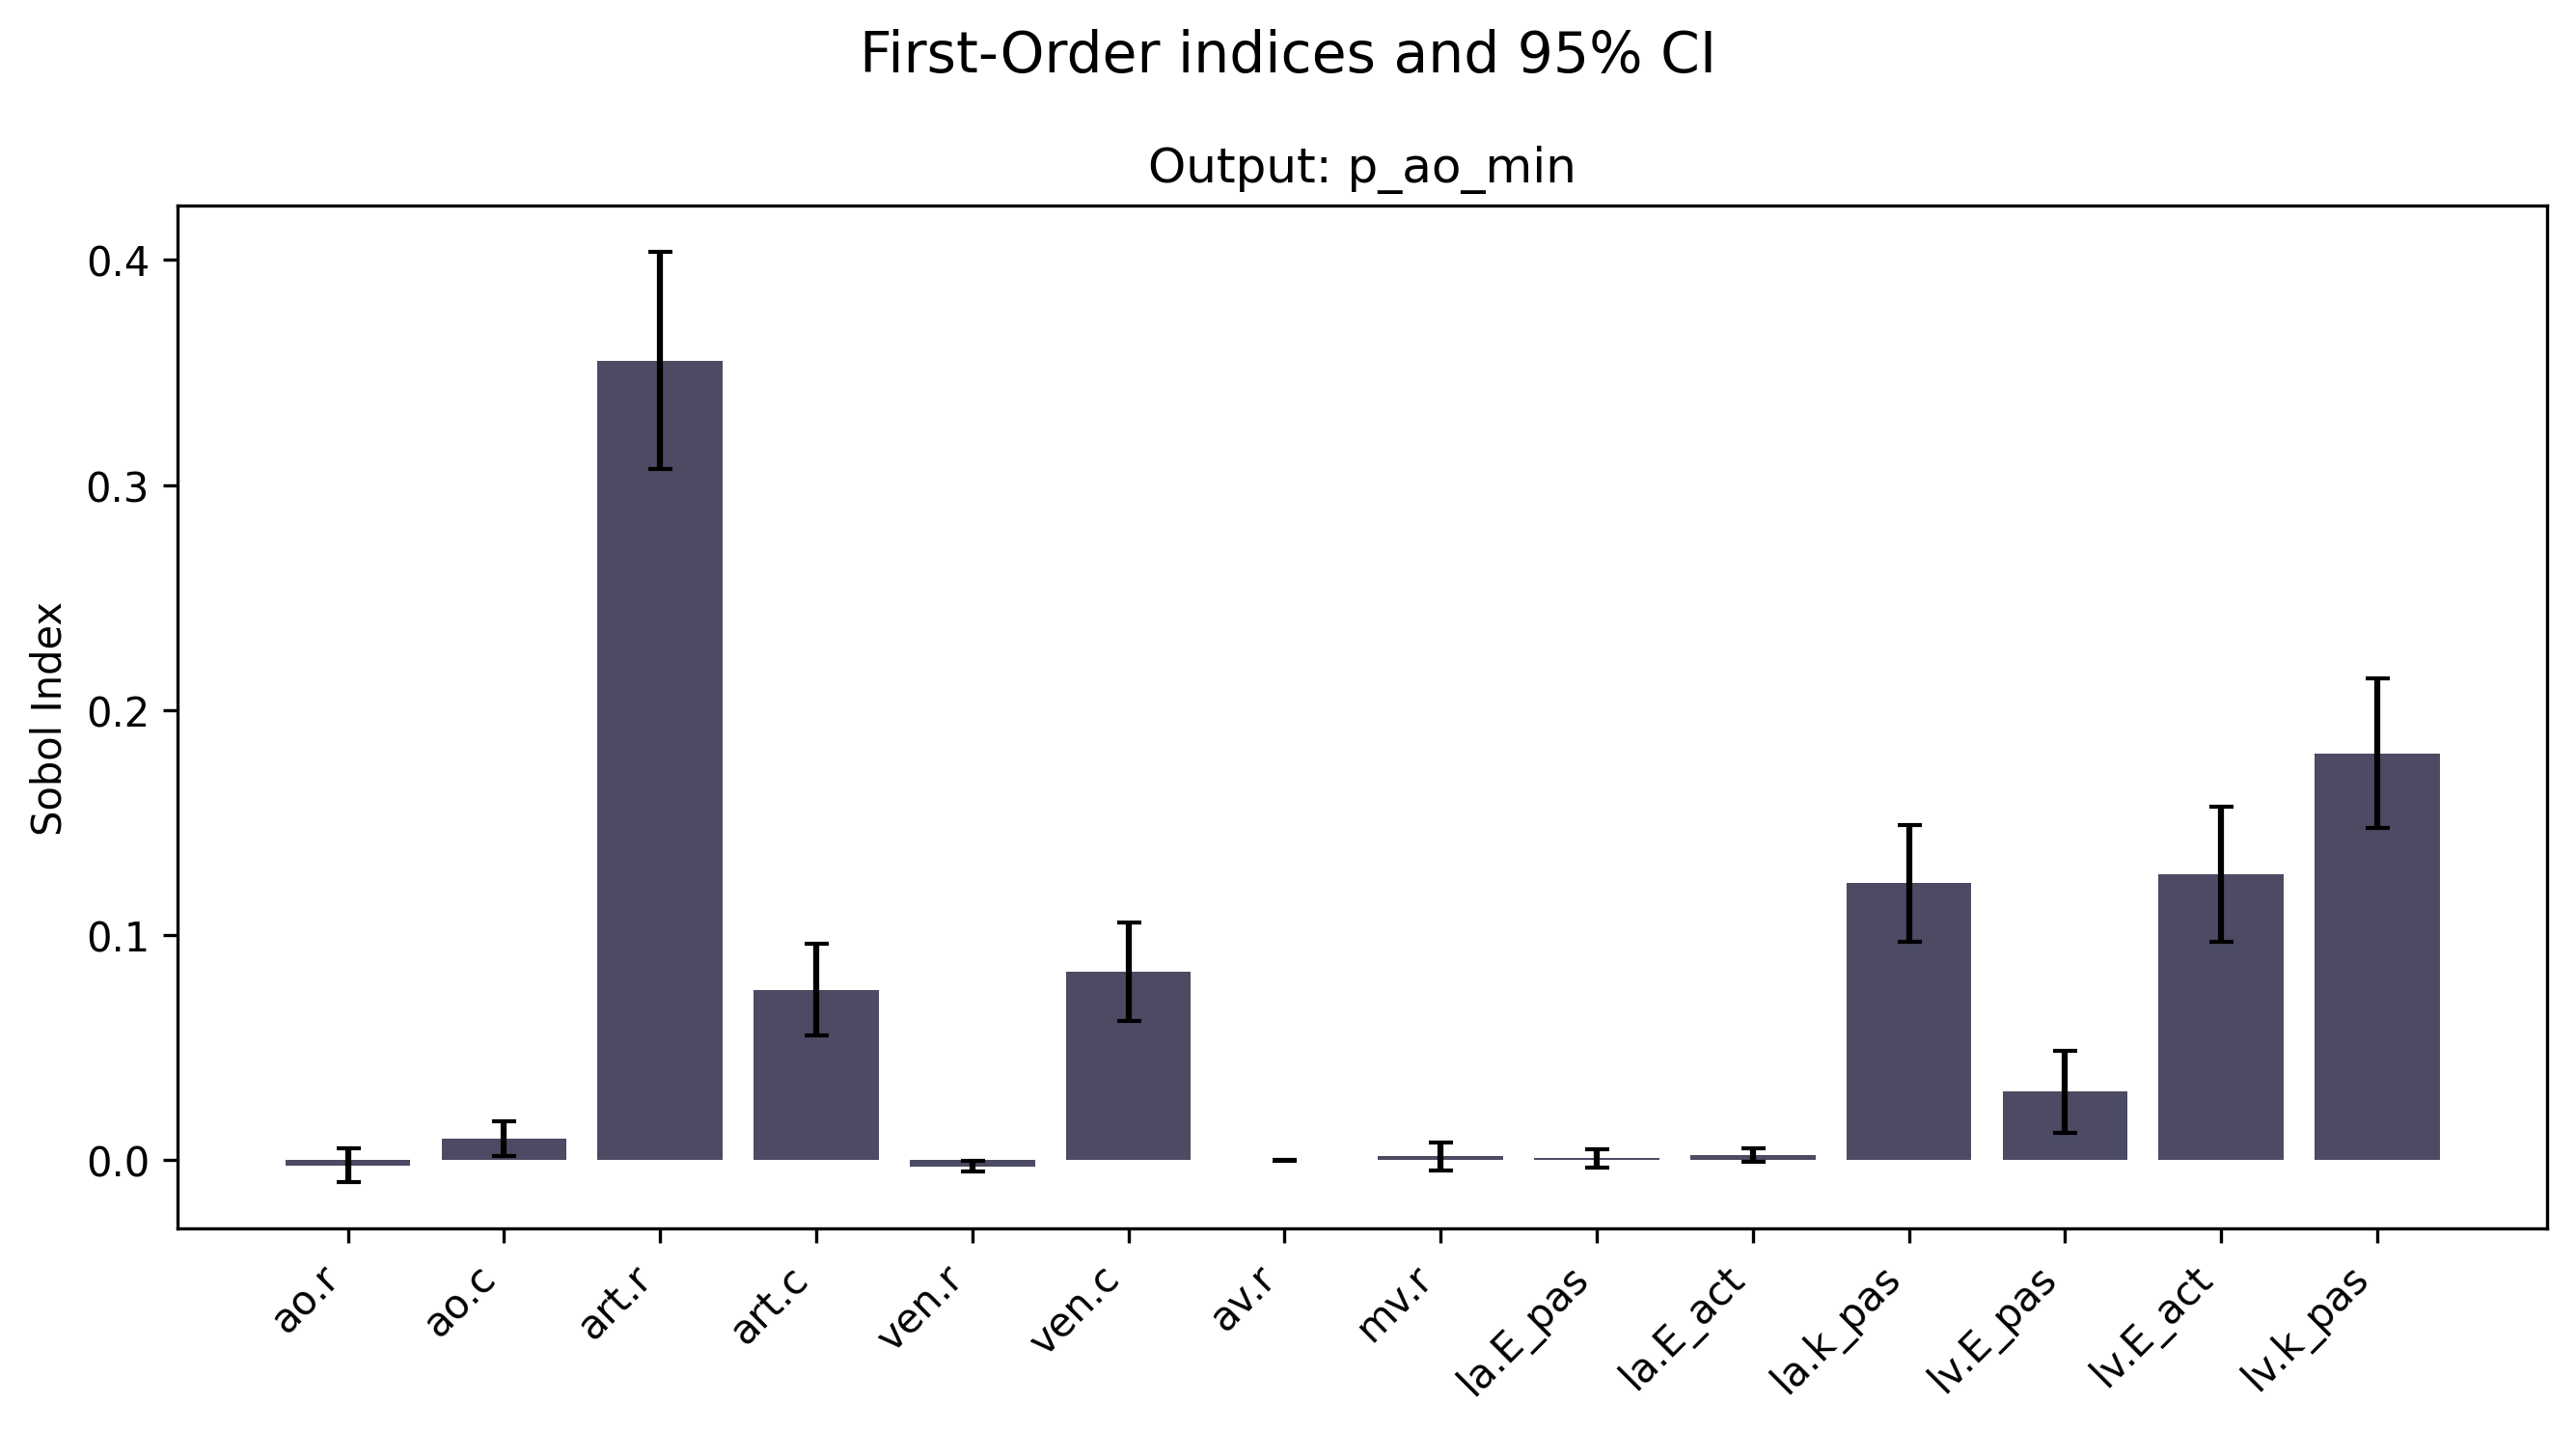 First-Order indices and 95% CI
Output: p_ao_min
Sobol Index
0.4
0.3
0.2
0.1
0.0
ao.r
ao.c
art.r
art.c
ven.r
ven.c
av.r
mv.r
la.E_pas
la.E_act
la.k_pas
lv.E_pas
lv.E_act
lv.k_pas